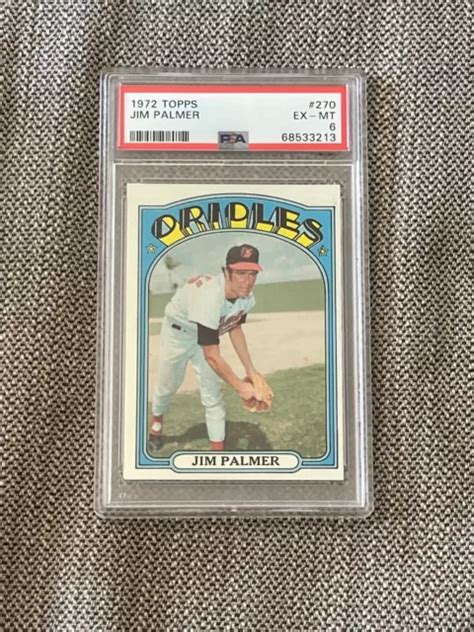 1972 TOPPS #270
JIM PALMER EX-MT
PSA 6
68533213
ORIOLES
JIM PALMER